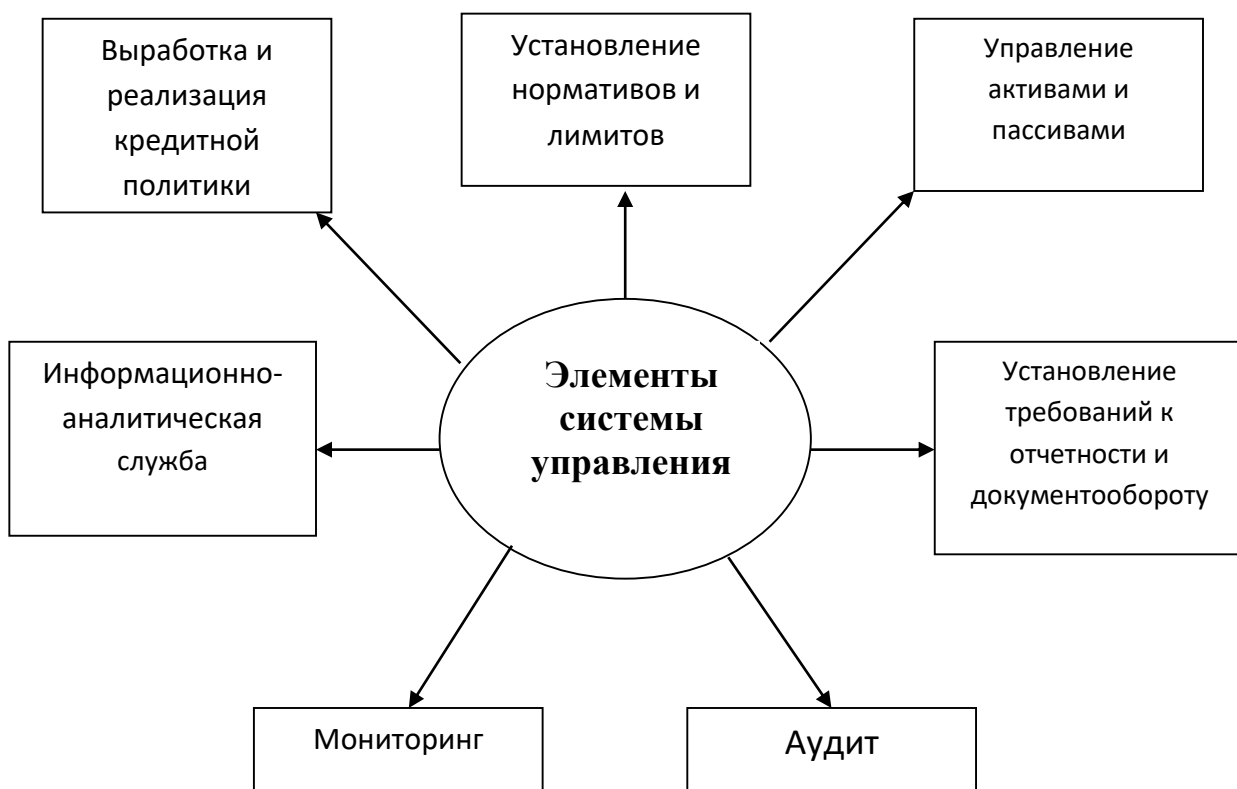 Выработка и
реализация
кредитной
политики
Установление
нормативов и
лимитов
Управление
активами и
пассивами
Информационно-
аналитическая
служба
Элементы
системы
управления
Установление
требований к
отчетности и
документообороту
Мониторинг
Аудит